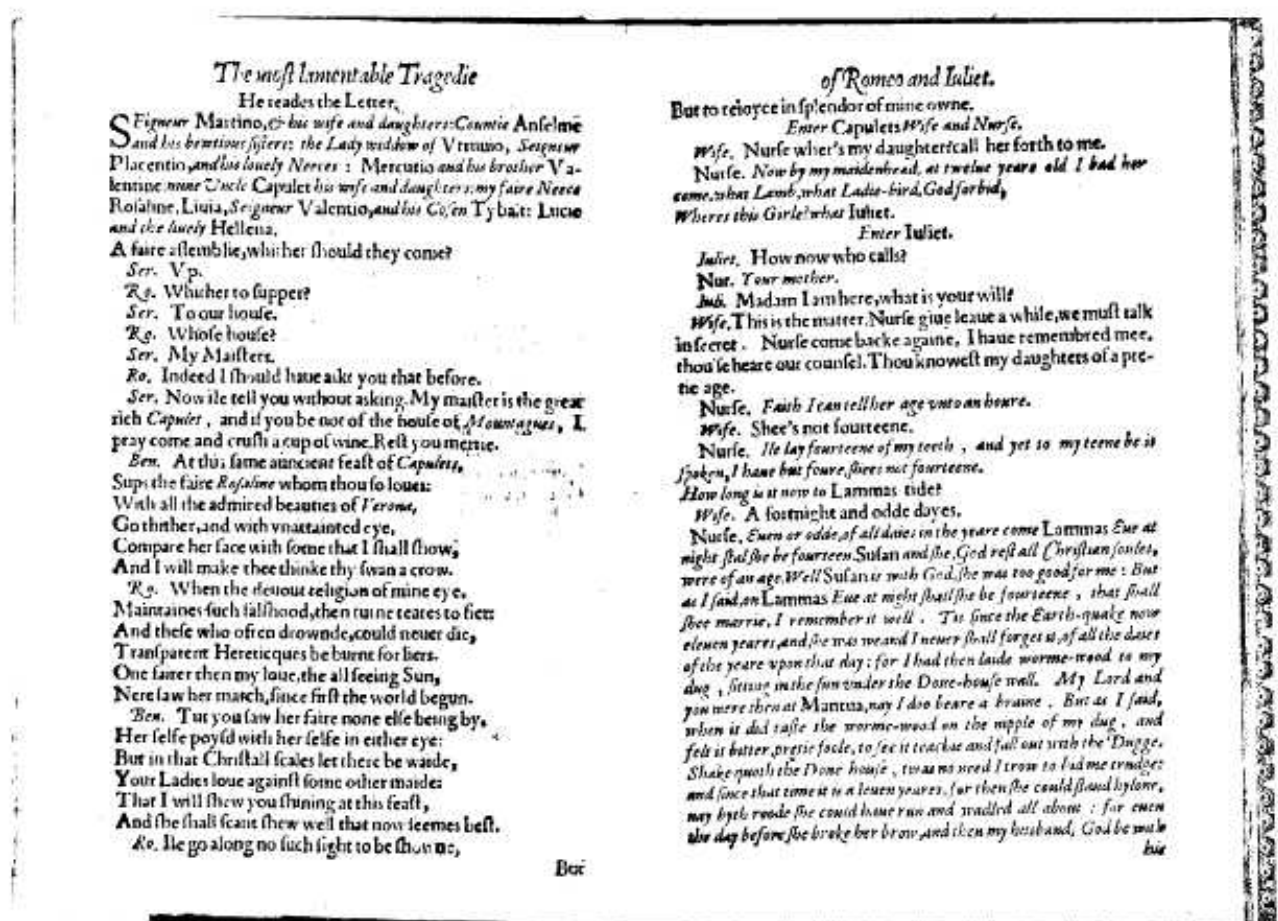 The most lamentable Tragedie
He reades the Letter.
SEigneur Martino, & his wife and daughters: Countie Anselme
and his bewtious sisters: the Lady widdow of Vtruuio, Seigneur
Placentio, and his louely Neeces: Mercutio and his brother Va-
lentine: mine Vncle Capulet his wife and daughters: my faire Neece
Rosaline, Liuia, Seigneur Valentio, and his Cosen Tybalt: Lucio
and the liuely Hellena.
A faire assemblie, whither should they come?
Ser. Vp.
Ro. Whither to supper?
Ser. To our house.
Ro. Whose house?
Ser. My Maisters.
Ro. Indeed I should haue askt you that before.
Ser. Now ile tell you without asking. My maister is the great
rich Capulet, and if you be not of the house of Mountagues, I
pray come and crush a cup of wine. Rest you merrie.
Ben. At this same auncient feast of Capulets,
Sups the faire Rosaline whom thou so loues:
With all the admired beauties of Verona,
Go thither, and with vnattainted eye,
Compare her face with some that I shall show,
And I will make thee thinke thy swan a crow.
Ro. When the deuout religion of mine eye,
Maintaines such falshood, then turne teares to fier:
And these who often drownde, could neuer die,
Transparent Hereticques be burnt for liers.
One fairer then my loue, the all seeing Sun,
Nere saw her match, since first the world begun.
Ben. Tut you saw her faire none else being by,
Her selfe poysd with her selfe in either eye:
But in that Christall scales let there be waide,
Your Ladies loue against some other maide:
That I will shew you shining at this feast,
And she shall scant shew well that now seemes best.
Ro. Ile go along no such sight to be showne,
But
of Romeo and Iuliet.
But to reioyce in splendor of mine owne.
Enter Capulets Wife and Nurse.
Wife. Nurse wher's my daughter? call her forth to me.
Nurse. Now by my maidenhead, at twelue yeare old I bad her
come, what Lamb, what Ladie-bird, God forbid,
Wheres this Girle? what Iuliet.
Enter Iuliet.
Juliet. How now who calls?
Nur. Your mother.
Iuli. Madam I am here, what is your will?
Wife. This is the matter. Nurse giue leaue a while, we must talk
in secret. Nurse come backe againe, I haue remembred mee,
thou'se heare our counsel. Thou knowest my daughters of a pre-
tie age.
Nurse. Faith I can tell her age vnto an houre.
Wife. Shee's not fourteene.
Nurse. Ile lay fourteene of my teeth, and yet to my teene be it
spoken, I haue but foure, shees not fourteene.
How long is it now to Lammas tide?
Wife. A fortnight and odde dayes.
Nurse. Euen or odde, of all daies in the yeare come Lammas Eue at
night shal she be fourteen. Susan and she, God rest all Christian soules,
were of an age. Well Susan is with God, she was too good for me: But
as I said, on Lammas Eue at night shall she be fourteene, that shall
shee marrie, I remember it well. Tis since the Earth-quake now
eleuen yeares, and she was weand I neuer shall forget it, of all the daies
of the yeare vpon that day: for I had then laide worme-wood to my
dug, sitting in the sun vnder the Doue-house wall. My Lord and
you were then at Mantua, nay I doo beare a braine. But as I said,
when it did taste the worme-wood on the nipple of my dug, and
felt it bitter, pretie foole, to see it teachie and fall out with the Dugge.
Shake quoth the Doue house, twas no need I trow to bid me trudge:
and since that time it is a leuen yeares, for then she could stand hylone,
nay byth roode she could haue run and wadled all about: for euen
the day before she broke her brow, and then my husband, God be with
his